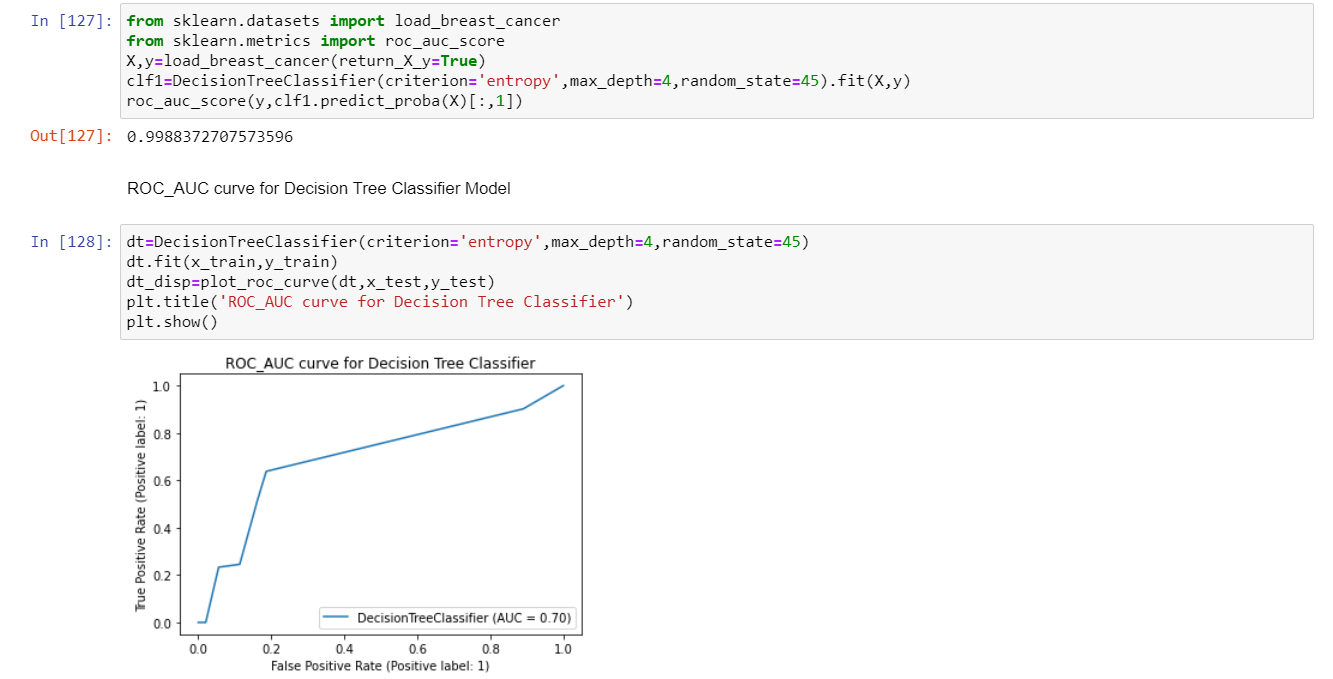 In [127]: from sklearn.datasets import load_breast_cancer
from sklearn.metrics import roc_auc_score
X,y=load_breast_cancer(return_X_y=True)
clf1=DecisionTreeClassifier(criterion='entropy',max_depth=4,random_state=45).fit(X,y)
roc_auc_score(y,clf1.predict_proba(X)[:,1])
Out[127]: 0.9988372707573596
ROC_AUC curve for Decision Tree Classifier Model
In [128]: dt=DecisionTreeClassifier(criterion='entropy',max_depth=4,random_state=45)
dt.fit(x_train,y_train)
dt_disp=plot_roc_curve(dt,x_test,y_test)
plt.title('ROC_AUC curve for Decision Tree Classifier')
plt.show()
ROC_AUC curve for Decision Tree Classifier
True Positive Rate (Positive label: 1)
1.0
0.8
0.6
0.4
0.2
0.0
DecisionTreeClassifier (AUC = 0.70)
0.0 0.2 0.4 0.6 0.8 1.0
False Positive Rate (Positive label: 1)